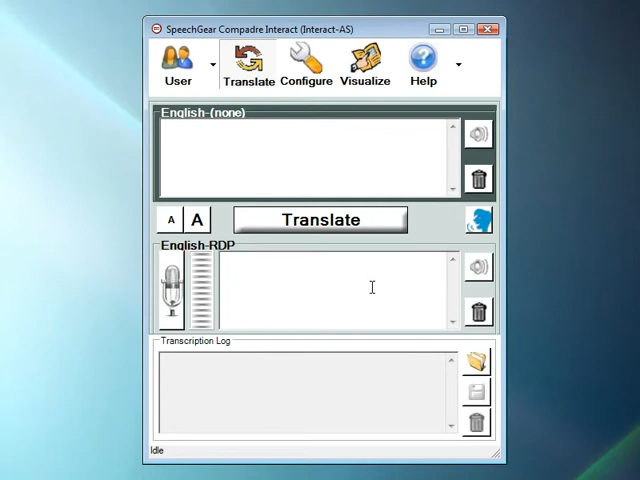 SpeechGear Compadre Interact (Interact-AS)
User Translate Configure Visualize Help
English-(none)
A A Translate
English-RDP
Transcription Log
Idle